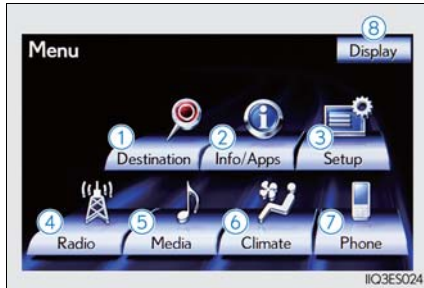 8
Menu Display
1 2 3
Destination Info/Apps Setup
4 5 6 7
Radio Media Climate Phone
IIQ3ES024